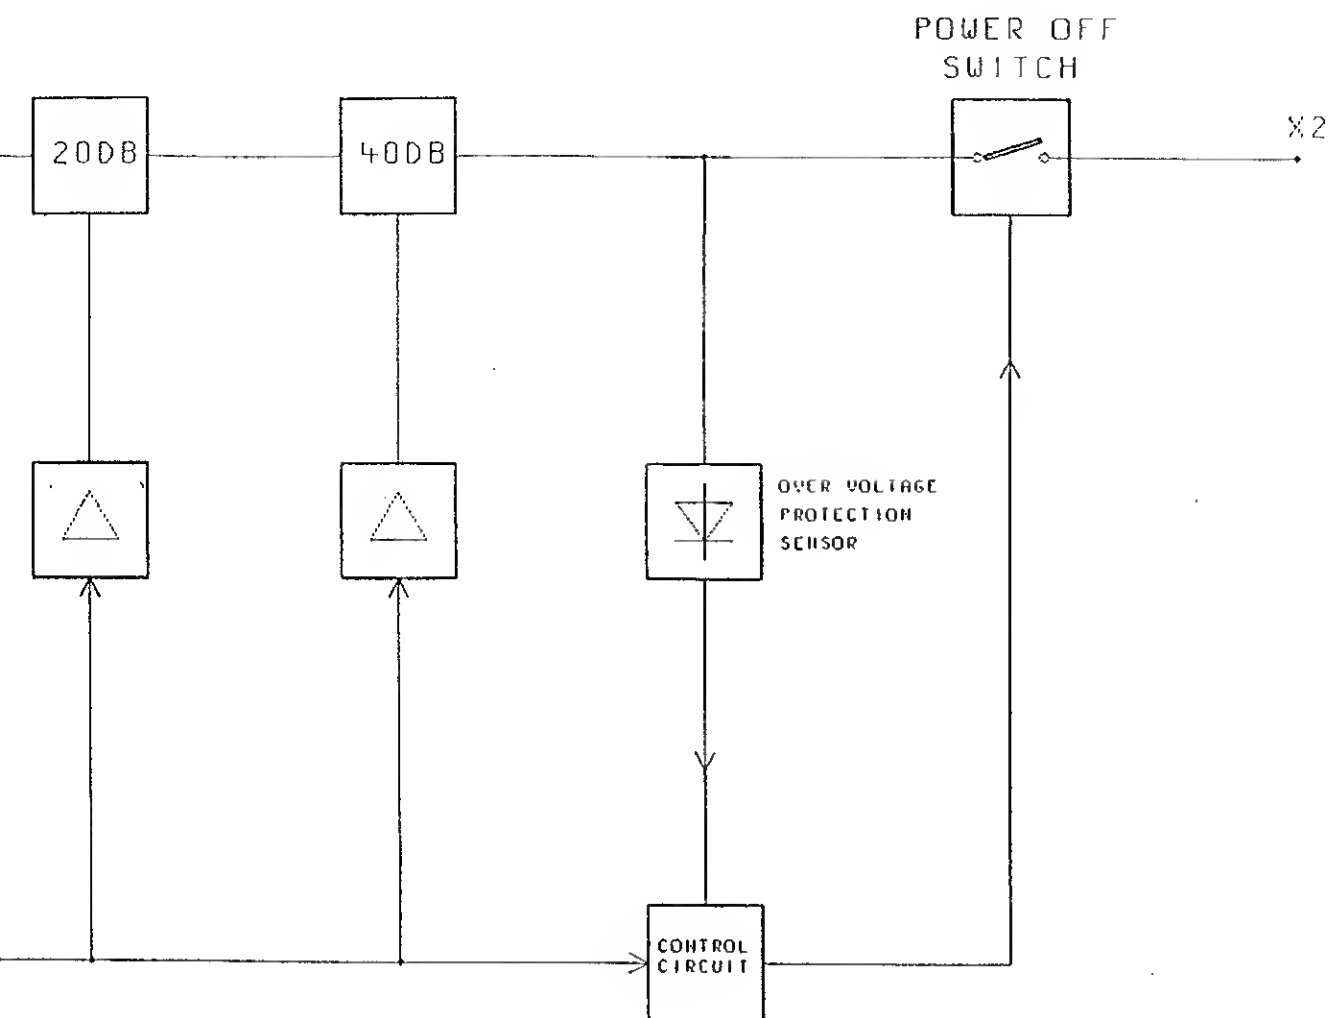 POWER OFF
SWITCH
X2
20DB
40DB
OVER VOLTAGE
PROTECTION
SENSOR
CONTROL
CIRCUIT